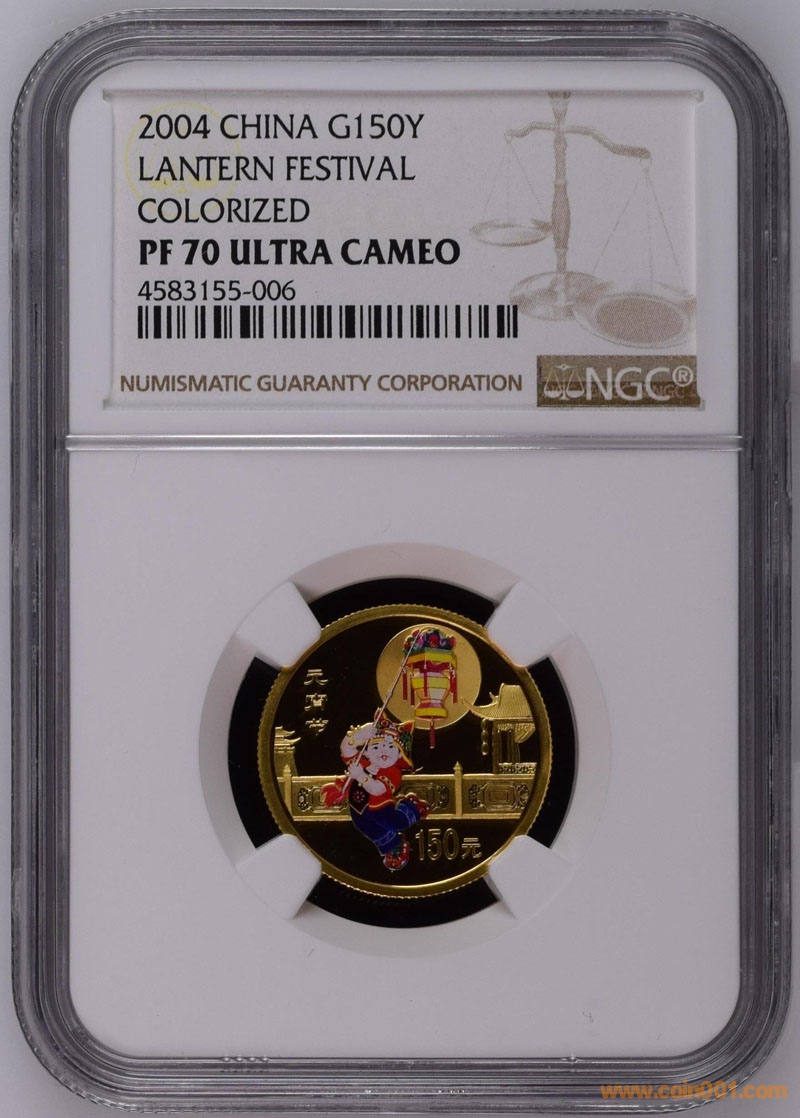 2004 CHINA G150Y
LANTERN FESTIVAL
COLORIZED
PF 70 ULTRA CAMEO
4583155-006
NUMISMATIC GUARANTY CORPORATION
NGC®
NGC
元宵节
150元
www.coin001.com